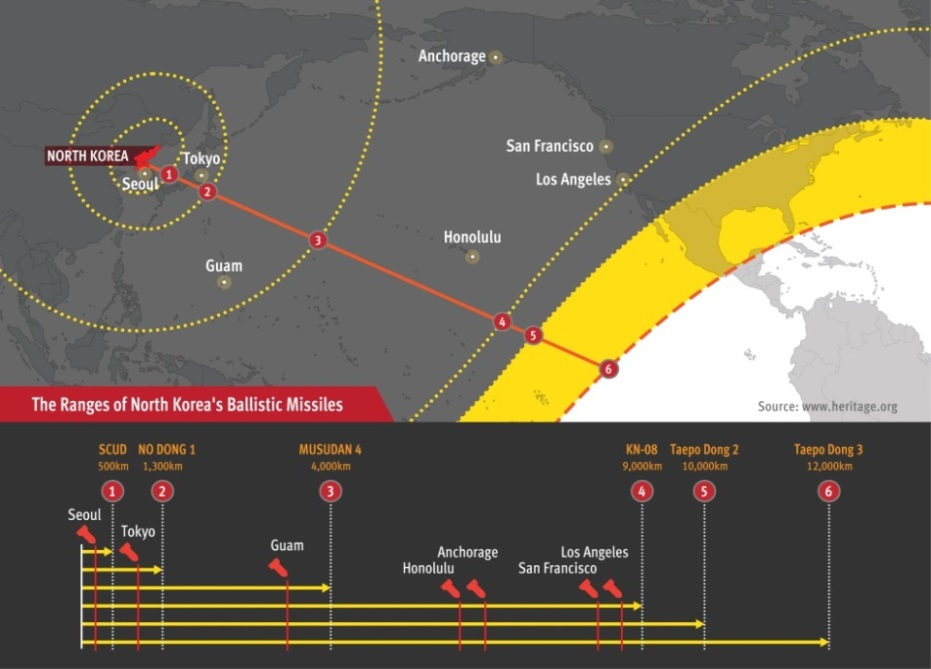 Anchorage
San Francisco
NORTH KOREA
Tokyo
Seoul
1
Los Angeles
2
3
Honolulu
Guam
4
5
6
The Ranges of North Korea's Ballistic Missiles
Source: www.heritage.org
SCUD
500km
1
NO DONG 1
1,300km
2
MUSUDAN 4
4,000km
3
KN-08
9,000km
4
Taepo Dong 2
10,000km
5
Taepo Dong 3
12,000km
6
Seoul
Tokyo
Guam
Anchorage
Honolulu
Los Angeles
San Francisco